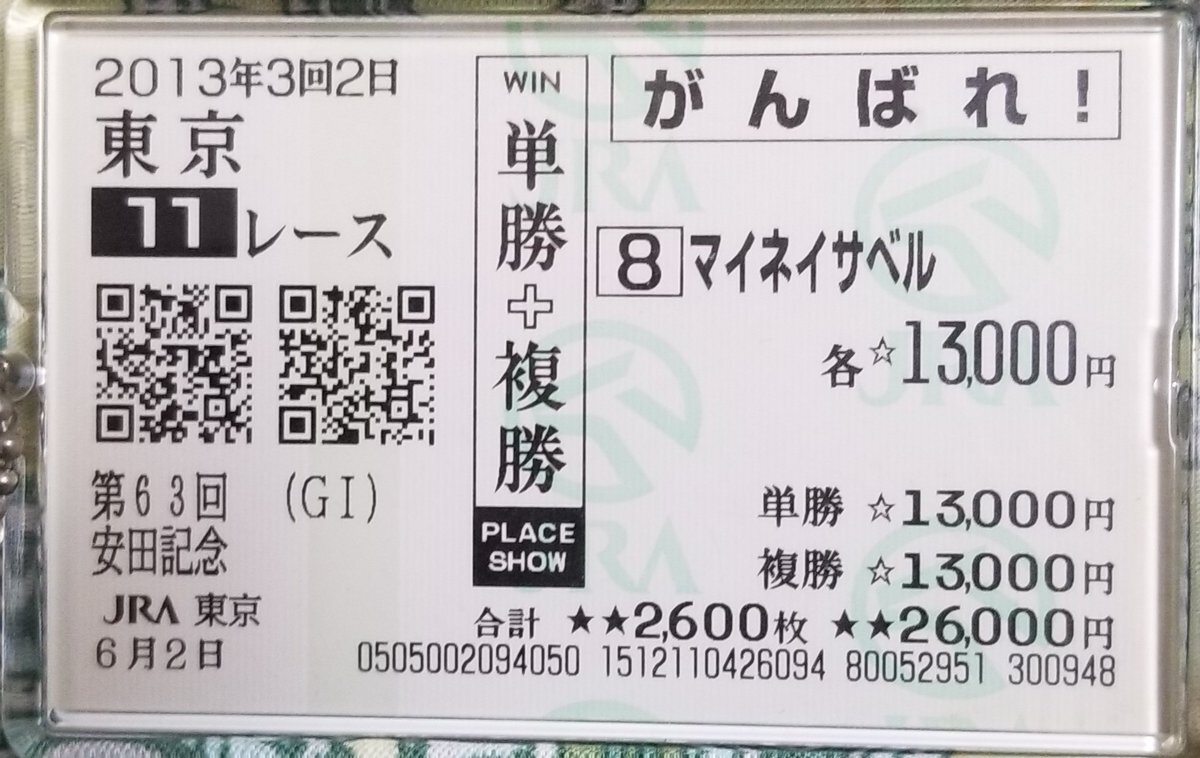 2013年3回2日
東京
11レース
第63回 (GI)
安田記念
JRA 東京
6月2日
WIN
単勝+複勝
PLACE
SHOW
がんばれ!
8 マイネイサベル
各☆13,000円
単勝 ☆13,000円
複勝 ☆13,000円
合計 ★★2,600枚 ★★26,000円
0505002094050 1512110426094 80052951 300948